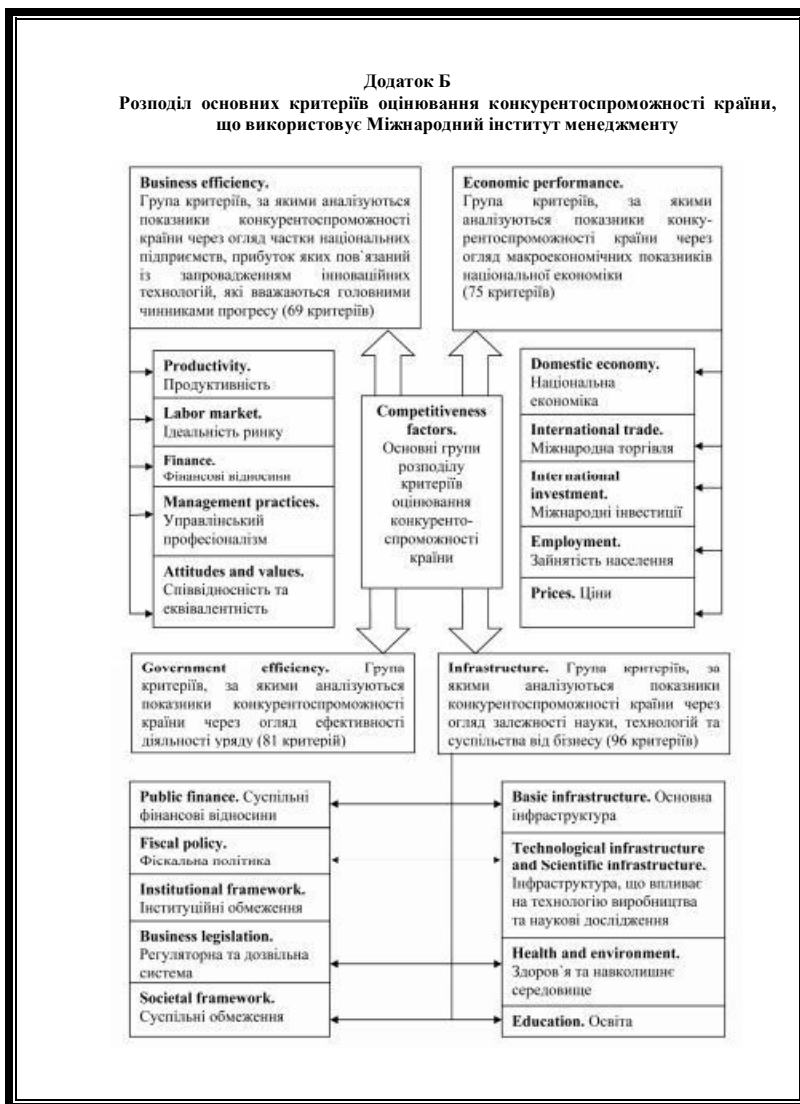 Додаток Б
Розподіл основних критеріїв оцінювання конкурентоспроможності країни,
що використовує Міжнародний інститут менеджменту
Business efficiency.
Група критеріїв, за якими аналізуються
показники конкурентоспроможності
країни через огляд частки національних
підприємств, прибуток яких пов`язаний
із запровадженням інноваційних
технологій, які вважаються головними
чинниками прогресу (69 критеріїв)
Economic performance.
Група критеріїв, за якими
аналізуються показники конку-
рентоспроможності країни через
огляд макроекономічних показників
національної економіки
(75 критеріїв)
Productivity.
Продуктивність
Labor market.
Ідеальність ринку
Finance.
Фінансові відносини
Management practices.
Управлінський
професіоналізм
Attitudes and values.
Співвідносність та
еквівалентність
Competitiveness
factors.
Основні групи
розподілу
критеріїв
оцінювання
конкуренто-
спроможності
країни
Domestic economy.
Національна
економіка
International trade.
Міжнародна торгівля
International
investment.
Міжнародні інвестиції
Employment.
Зайнятість населення
Prices. Ціни
Government efficiency. Група
критеріїв, за якими аналізуються
показники конкурентоспроможності
країни через огляд ефективності
діяльності уряду (81 критерій)
Infrastructure. Група критеріїв, за
якими аналізуються показники
конкурентоспроможності країни через
огляд залежності науки, технологій та
суспільства від бізнесу (96 критеріїв)
Public finance. Суспільні
фінансові відносини
Fiscal policy.
Фіскальна політика
Institutional framework.
Інституційні обмеження
Business legislation.
Регуляторна та дозвільна
система
Societal framework.
Суспільні обмеження
Basic infrastructure. Основна
інфраструктура
Technological infrastructure
and Scientific infrastructure.
Інфраструктура, що впливає
на технологію виробництва
та наукові дослідження
Health and environment.
Здоров`я та навколишнє
середовище
Education. Освіта